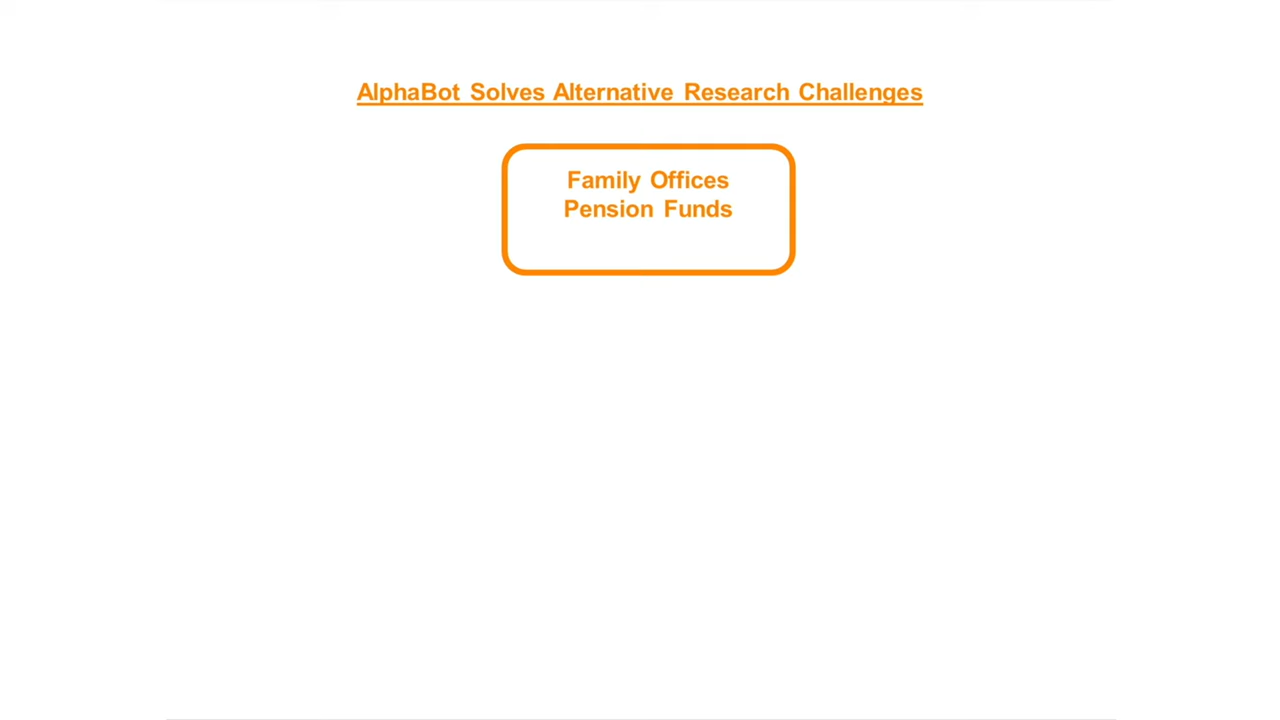 AlphaBot Solves Alternative Research Challenges
Family Offices
Pension Funds